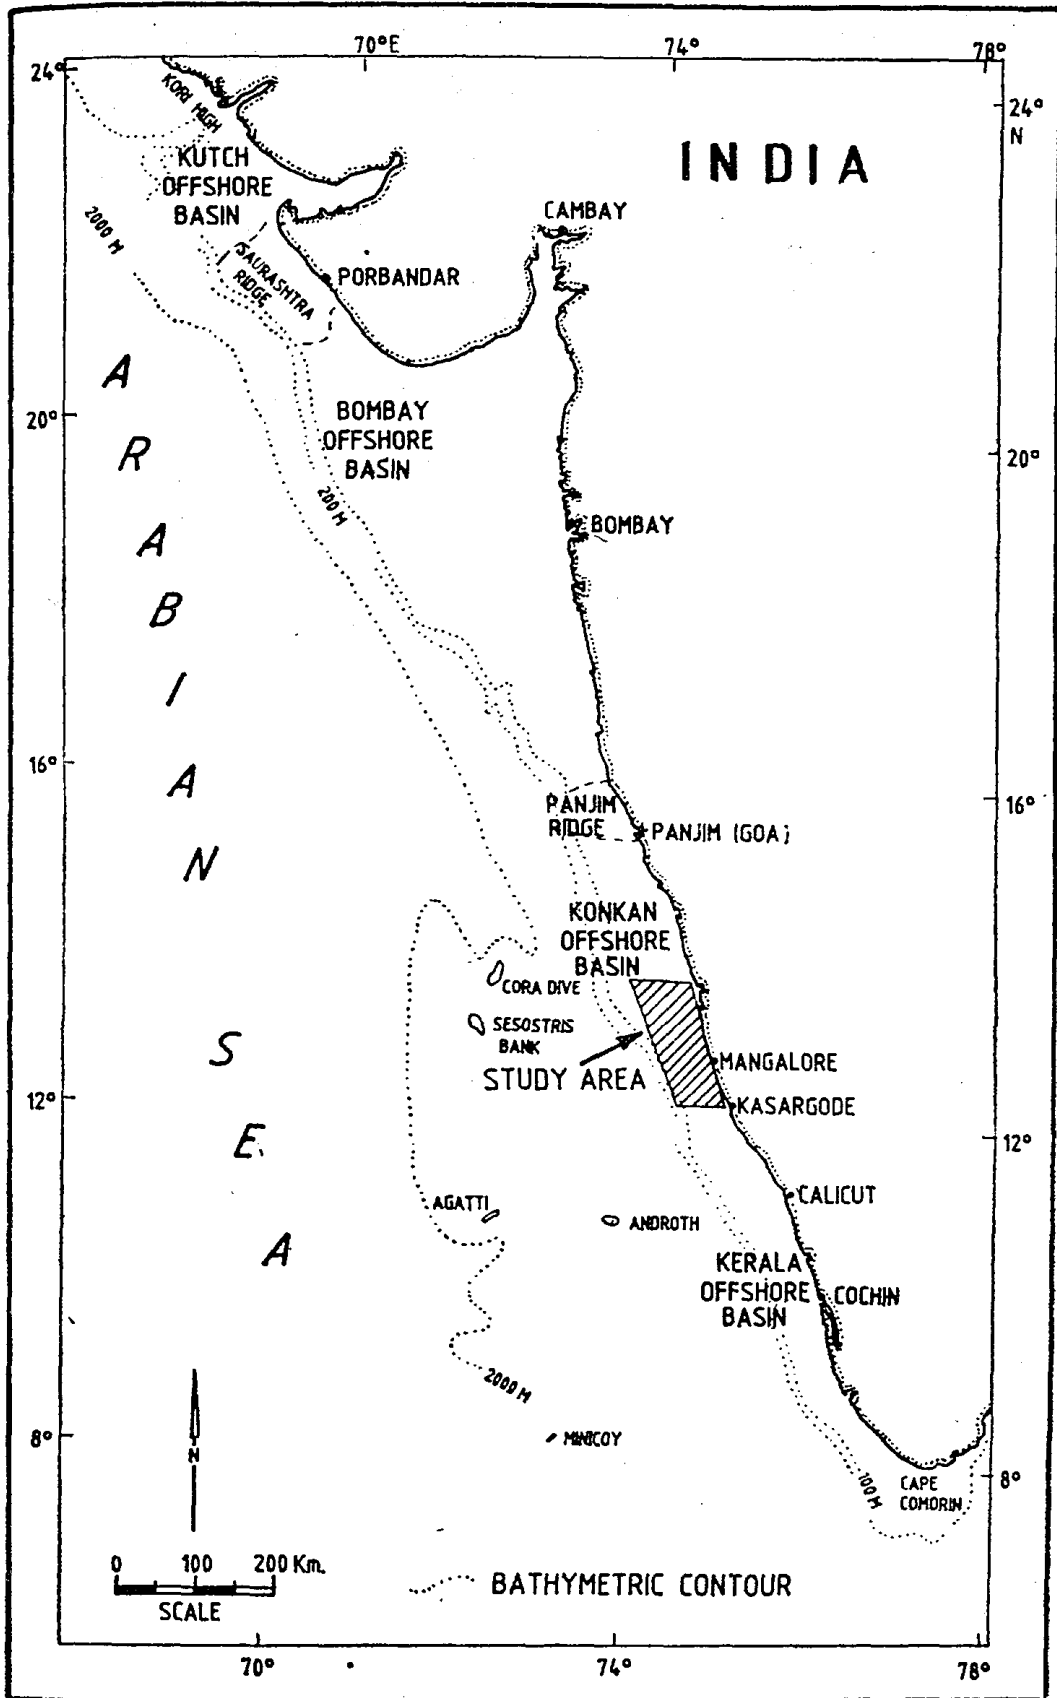 70°E
74°
78°
24°
24°
N
KORI HIGH
INDIA
KUTCH
OFFSHORE
BASIN
2000 M
CAMBAY
SAURASHTRA
RIDGE
PORBANDAR
ARABIAN SEA
20°
BOMBAY
OFFSHORE
BASIN
20°
200 M
BOMBAY
16°
16°
PANJIM
RIDGE
PANJIM (GOA)
KONKAN
OFFSHORE
BASIN
CORA DIVE
SESOSTRIS
BANK
STUDY AREA
MANGALORE
12°
KASARGODE
12°
CALICUT
AGATTI
ANDROTH
KERALA
OFFSHORE
BASIN
COCHIN
2000 M
8°
MINICOY
8°
100 M
CAPE
COMORIN
N
0 100 200 Km.
SCALE
BATHYMETRIC CONTOUR
70°
74°
78°